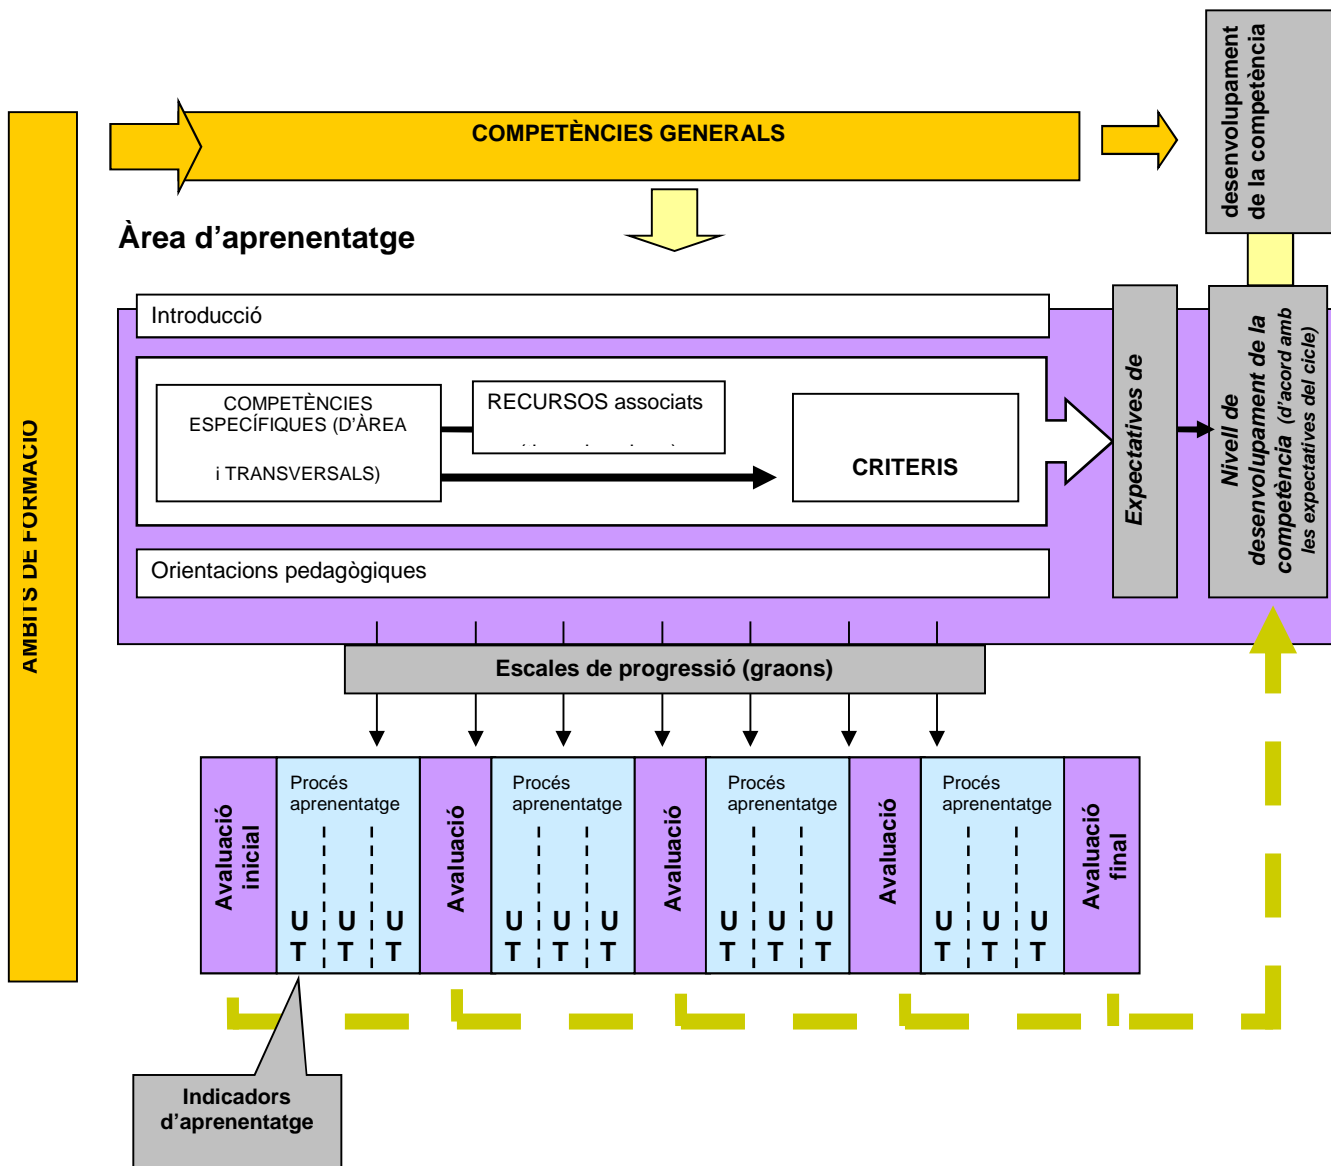 desenvolupament
de la competència
COMPETÈNCIES GENERALS
Àrea d’aprenentatge
ÀMBITS DE FORMACIÓ
Introducció
COMPETÈNCIES
ESPECÍFIQUES (D’ÀREA
i TRANSVERSALS)
RECURSOS associats
CRITERIS
Expectatives de
Nivell de
desenvolupament de la
competència (d’acord amb
les expectatives del cicle)
Orientacions pedagògiques
Escales de progressió (graons)
Avaluació
inicial
Procés
aprenentatge
U U U
T T T
Avaluació
Procés
aprenentatge
U U U
T T T
Avaluació
Procés
aprenentatge
U U U
T T T
Avaluació
Procés
aprenentatge
U U U
T T T
Avaluació
final
Indicadors
d’aprenentatge